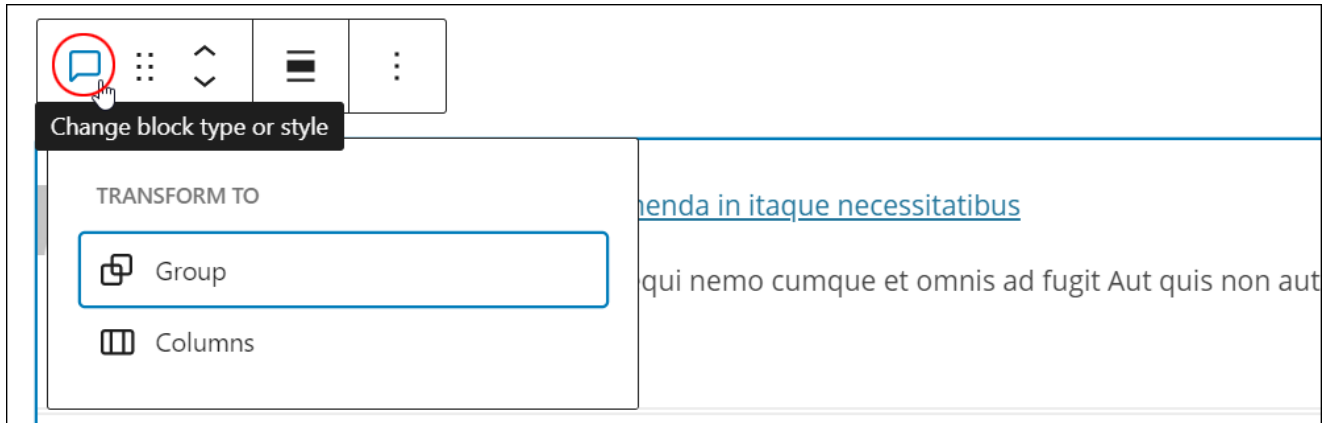 Change block type or style
TRANSFORM TO
Group
Columns
in itaque necessitatibus
qui nemo cumque et omnis ad fugit Aut quis non aut